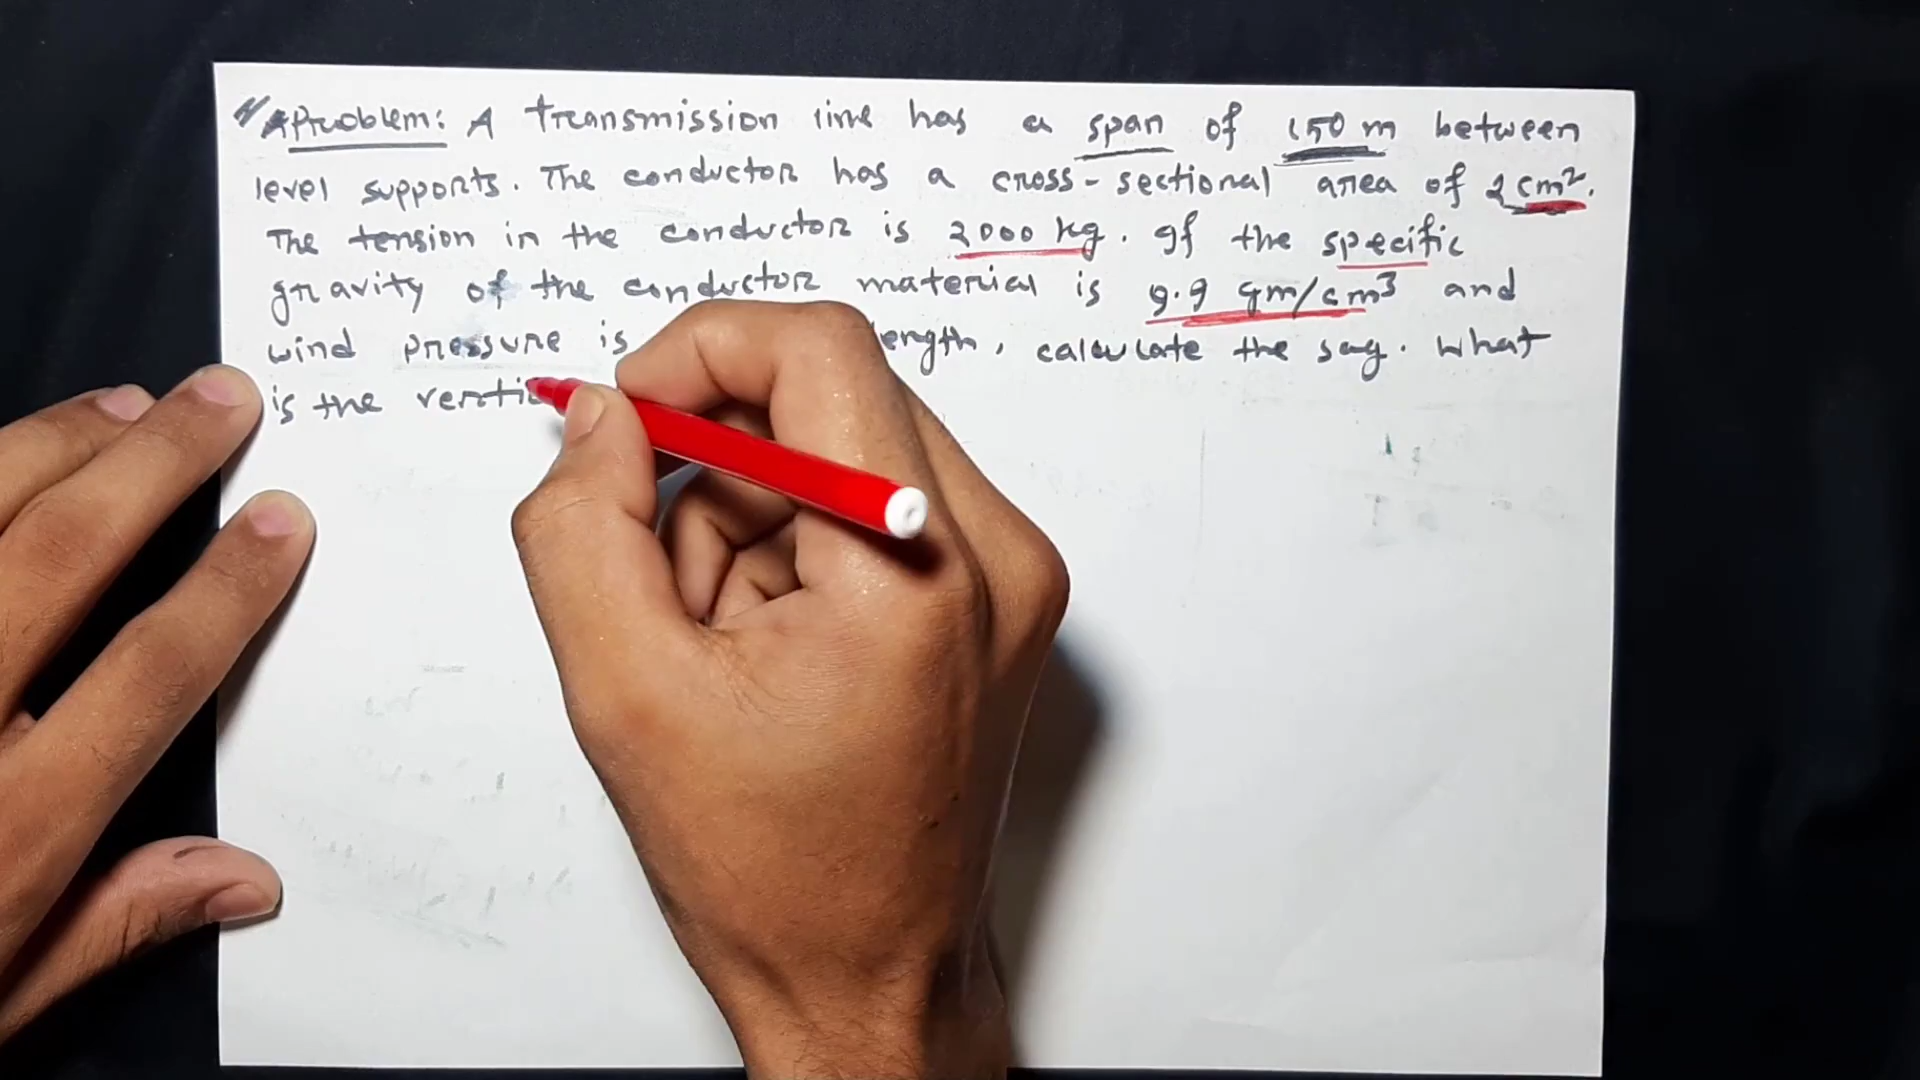 Problem: A transmission line has a span of 150 m between
level supports. The conductor has a cross-sectional area of 2 cm².
The tension in the conductor is 2000 kg. If the specific
gravity of the conductor material is 9.9 gm/cm³ and
wind pressure is length, calculate the sag. What
is the